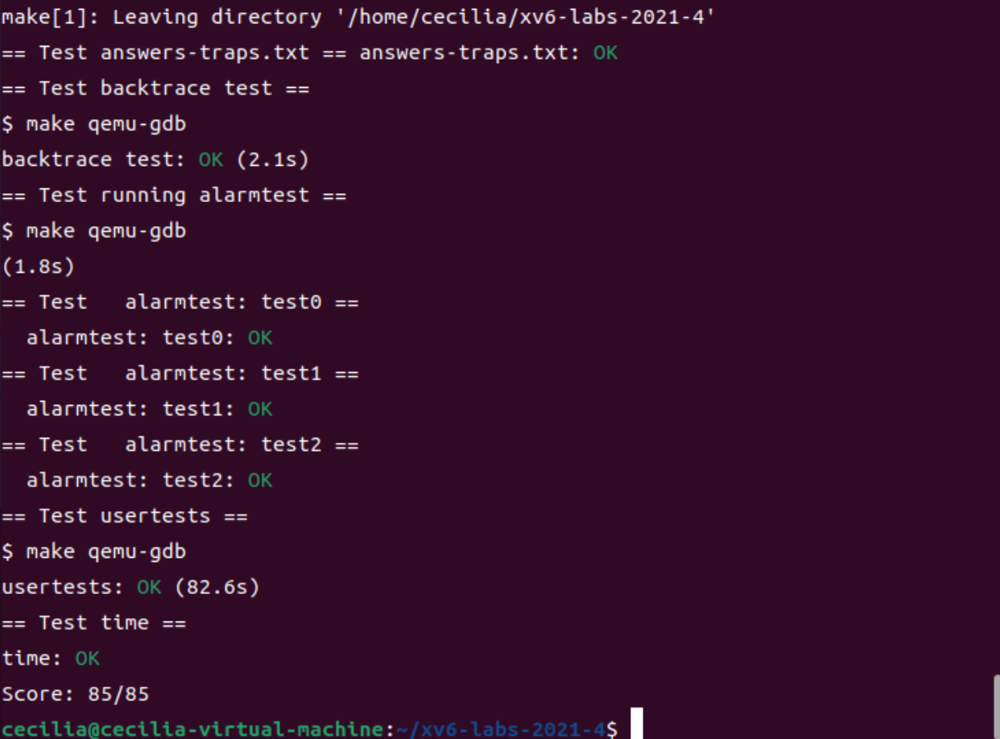 make[1]: Leaving directory '/home/cecilia/xv6-labs-2021-4'
== Test answers-traps.txt == answers-traps.txt: OK
== Test backtrace test ==
$ make qemu-gdb
backtrace test: OK (2.1s)
== Test running alarmtest ==
$ make qemu-gdb
(1.8s)
== Test   alarmtest: test0 ==
  alarmtest: test0: OK
== Test   alarmtest: test1 ==
  alarmtest: test1: OK
== Test   alarmtest: test2 ==
  alarmtest: test2: OK
== Test usertests ==
$ make qemu-gdb
usertests: OK (82.6s)
== Test time ==
time: OK
Score: 85/85
cecilia@cecilia-virtual-machine:~/xv6-labs-2021-4$